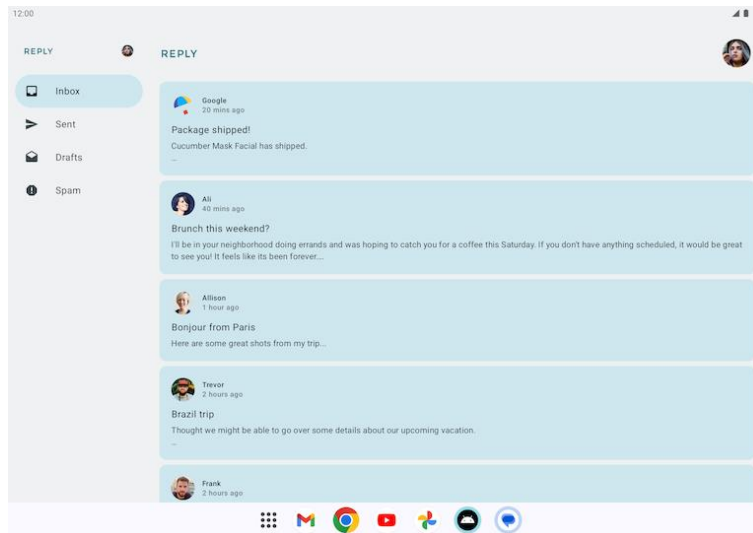 12:00
REPLY
Inbox
Sent
Drafts
Spam
REPLY
Google
20 mins ago
Package shipped!
Cucumber Mask Facial has shipped.
...
Ali
40 mins ago
Brunch this weekend?
I'll be in your neighborhood doing errands and was hoping to catch you for a coffee this Saturday. If you don't have anything scheduled, it would be great
to see you! It feels like its been forever....
Allison
1 hour ago
Bonjour from Paris
Here are some great shots from my trip...
Trevor
2 hours ago
Brazil trip
Thought we might be able to go over some details about our upcoming vacation.
...
Frank
2 hours ago